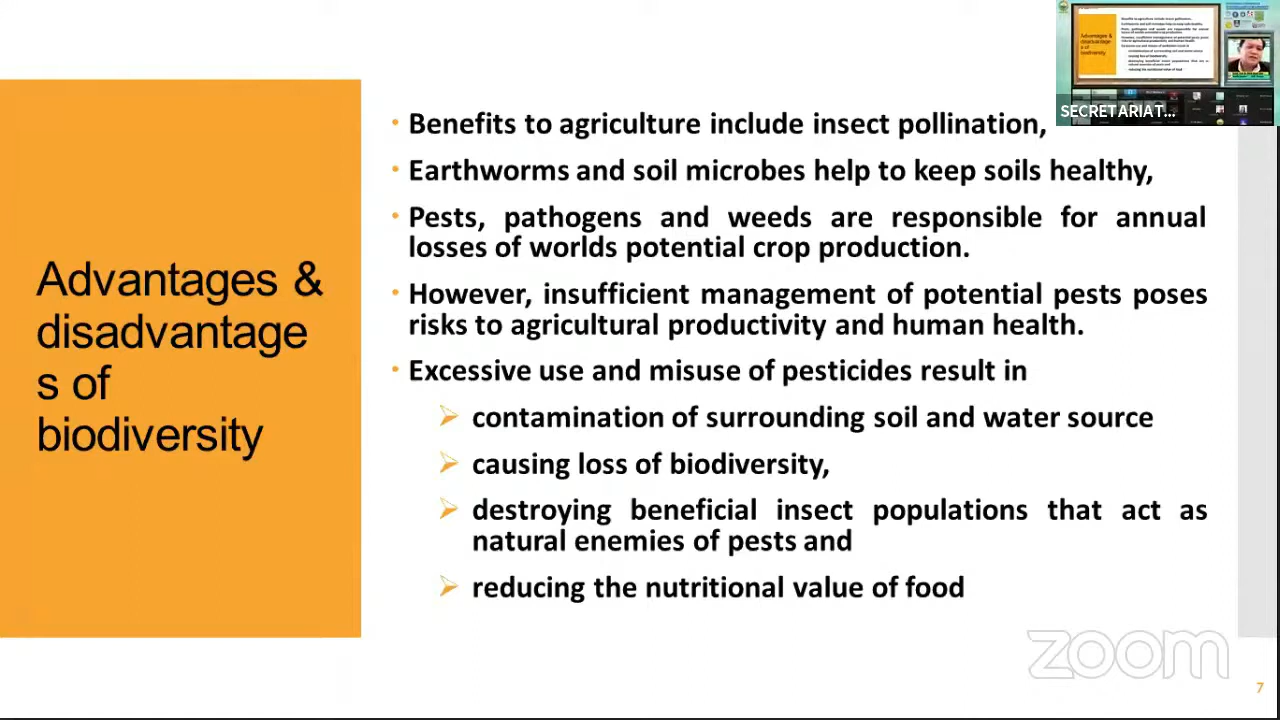 SECRETARIAT...
Advantages &
disadvantage
s of
biodiversity
Benefits to agriculture include insect pollination,
Earthworms and soil microbes help to keep soils healthy,
Pests, pathogens and weeds are responsible for annual
losses of worlds potential crop production.
However, insufficient management of potential pests poses
risks to agricultural productivity and human health.
Excessive use and misuse of pesticides result in
contamination of surrounding soil and water source
causing loss of biodiversity,
destroying beneficial insect populations that act as
natural enemies of pests and
reducing the nutritional value of food
zoom
7